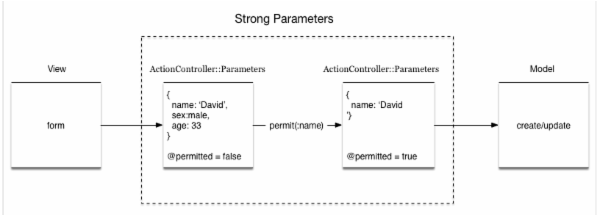 Strong Parameters
View
ActionController::Parameters
ActionController::Parameters
Model
form
{
name: 'David',
sex:male,
age: 33
}
@permitted = false
permit(:name)
{
name: 'David
'}
@permitted = true
create/update